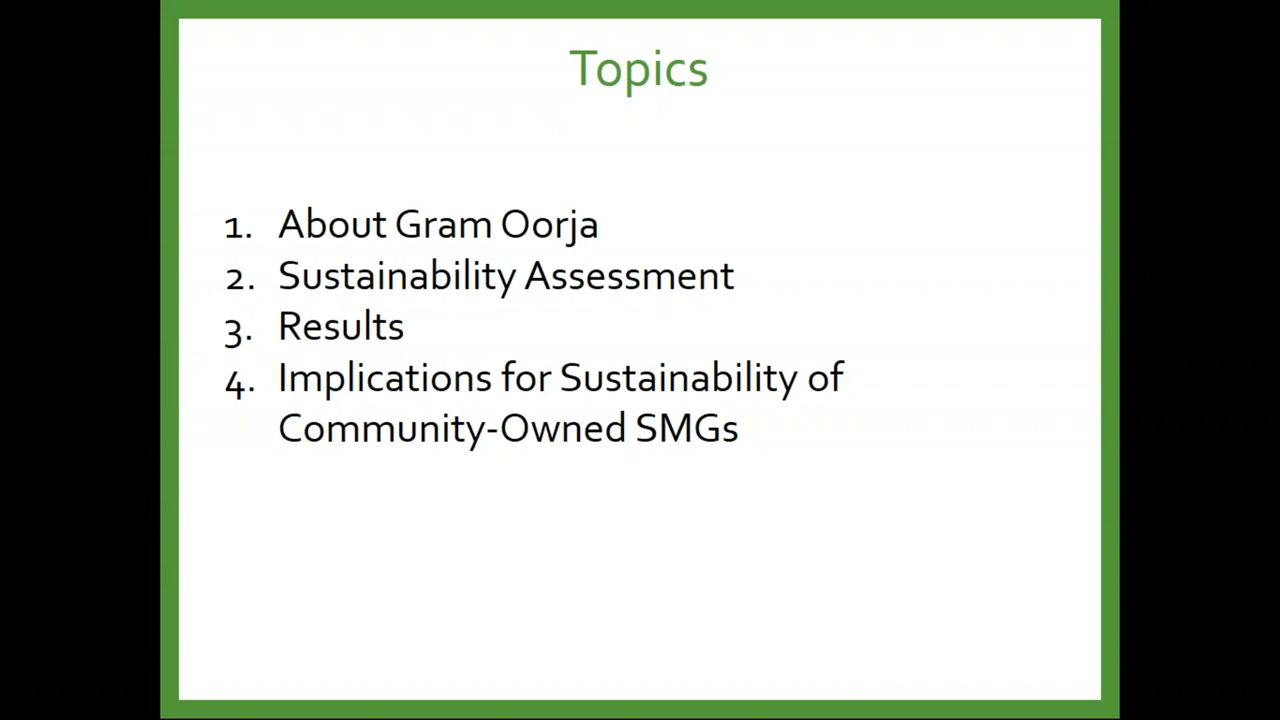 Topics
1. About Gram Oorja
2. Sustainability Assessment
3. Results
4. Implications for Sustainability of
Community-Owned SMGs